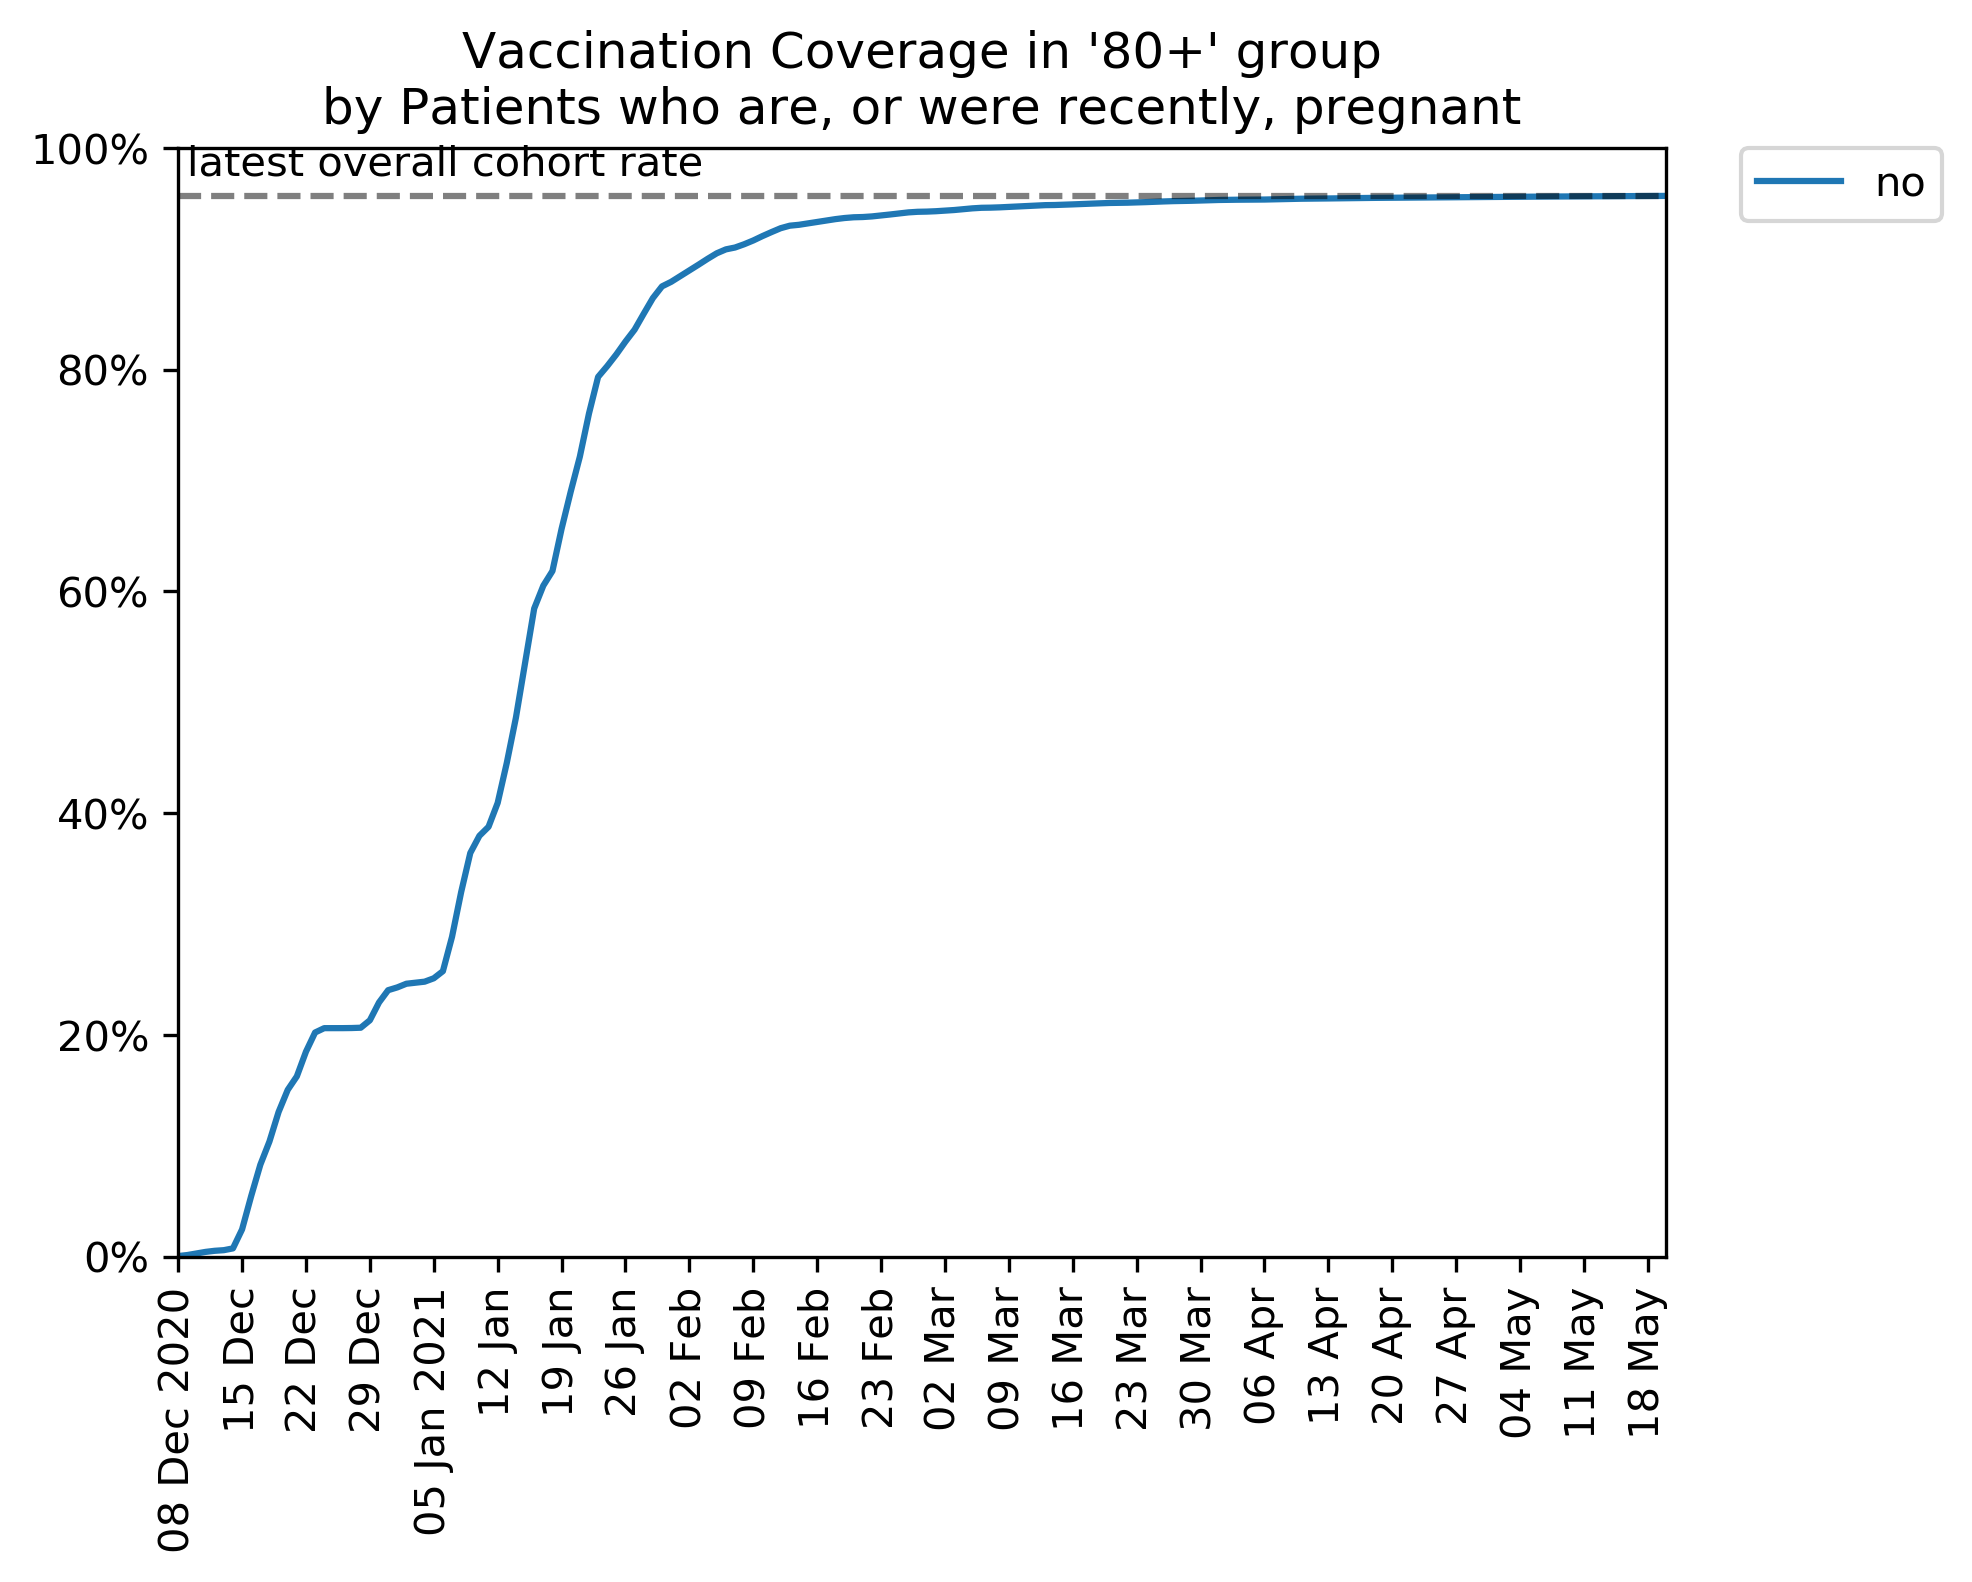 Vaccination Coverage in '80+' group
by Patients who are, or were recently, pregnant
100%
80%
60%
40%
20%
0%
latest overall cohort rate
no
08 Dec 2020
15 Dec
22 Dec
29 Dec
05 Jan 2021
12 Jan
19 Jan
26 Jan
02 Feb
09 Feb
16 Feb
23 Feb
02 Mar
09 Mar
16 Mar
23 Mar
30 Mar
06 Apr
13 Apr
20 Apr
27 Apr
04 May
11 May
18 May